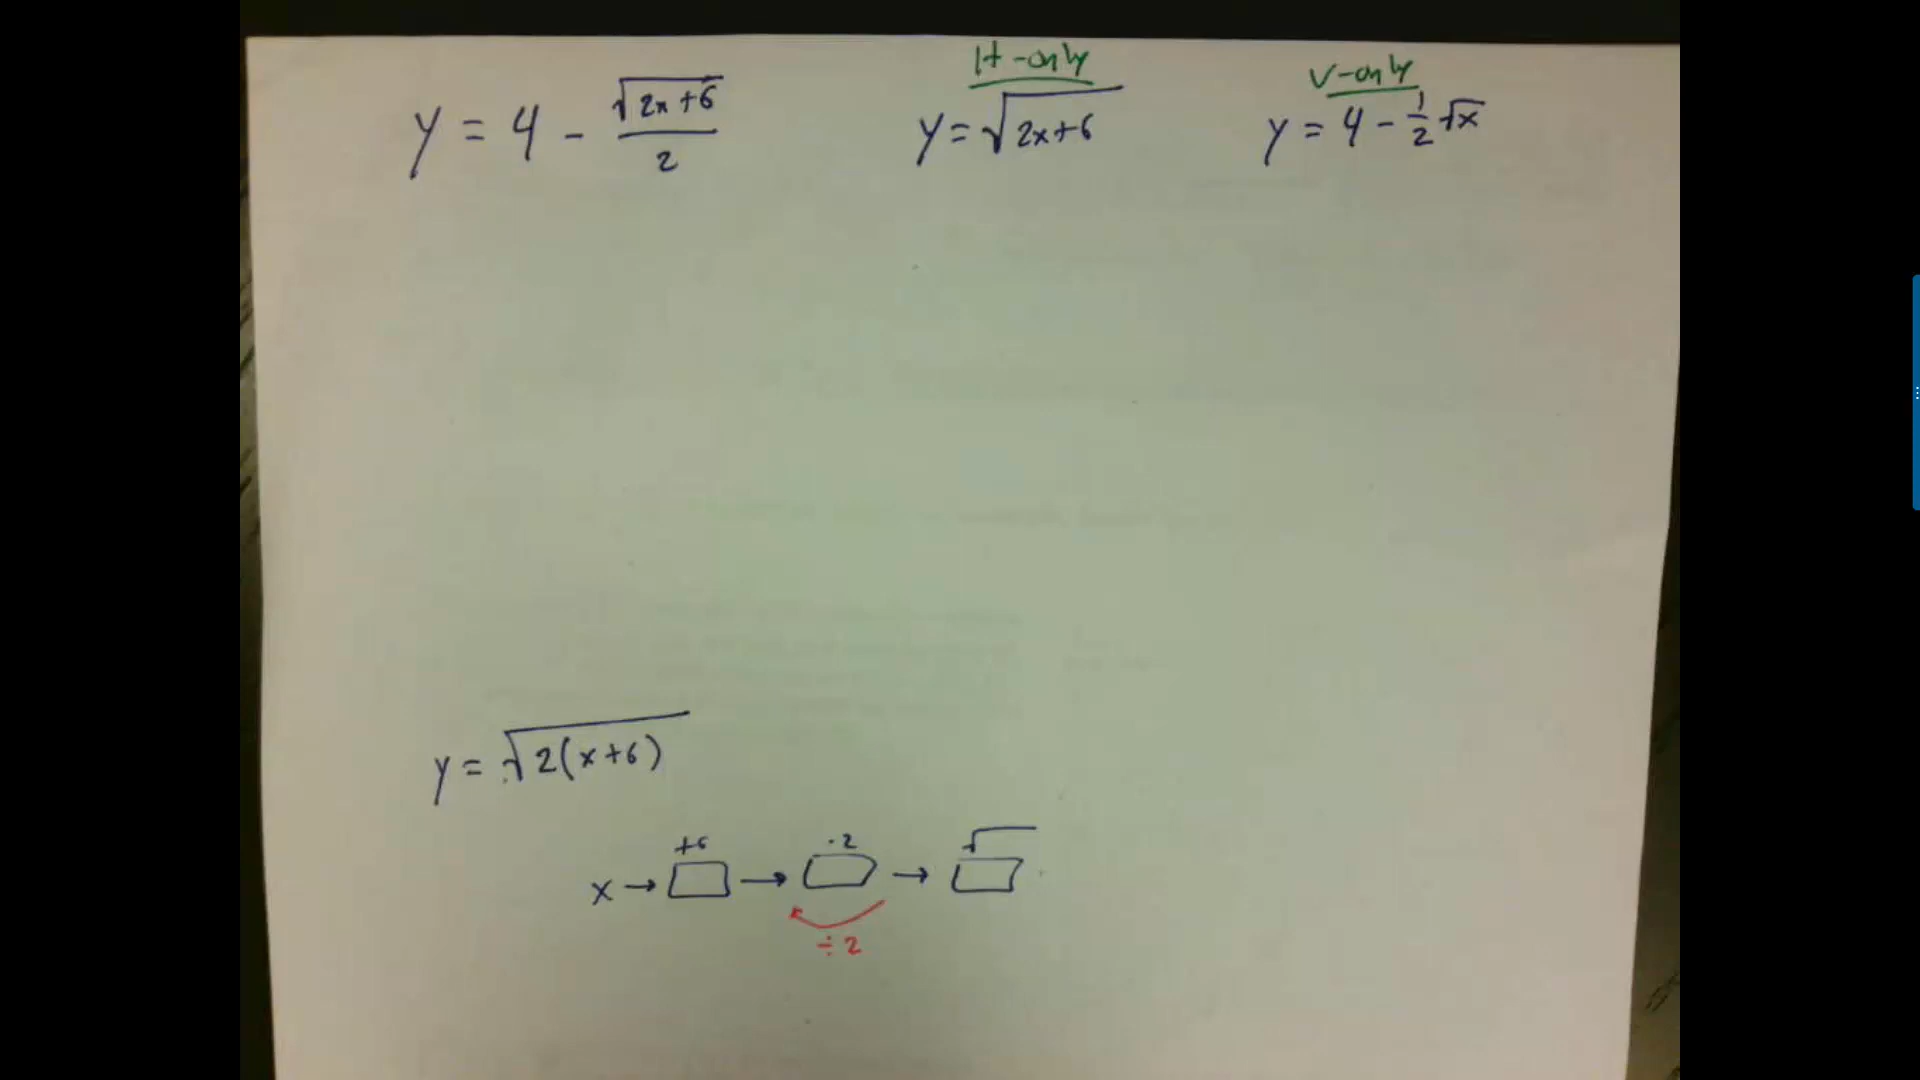 H-only
V-only
y = 4 - √(2x+6)/2
y = √(2x+6)
y = 4 - 1/2 √x
y = √(2(x+6))
+6 ·2 √
x → → →
÷2